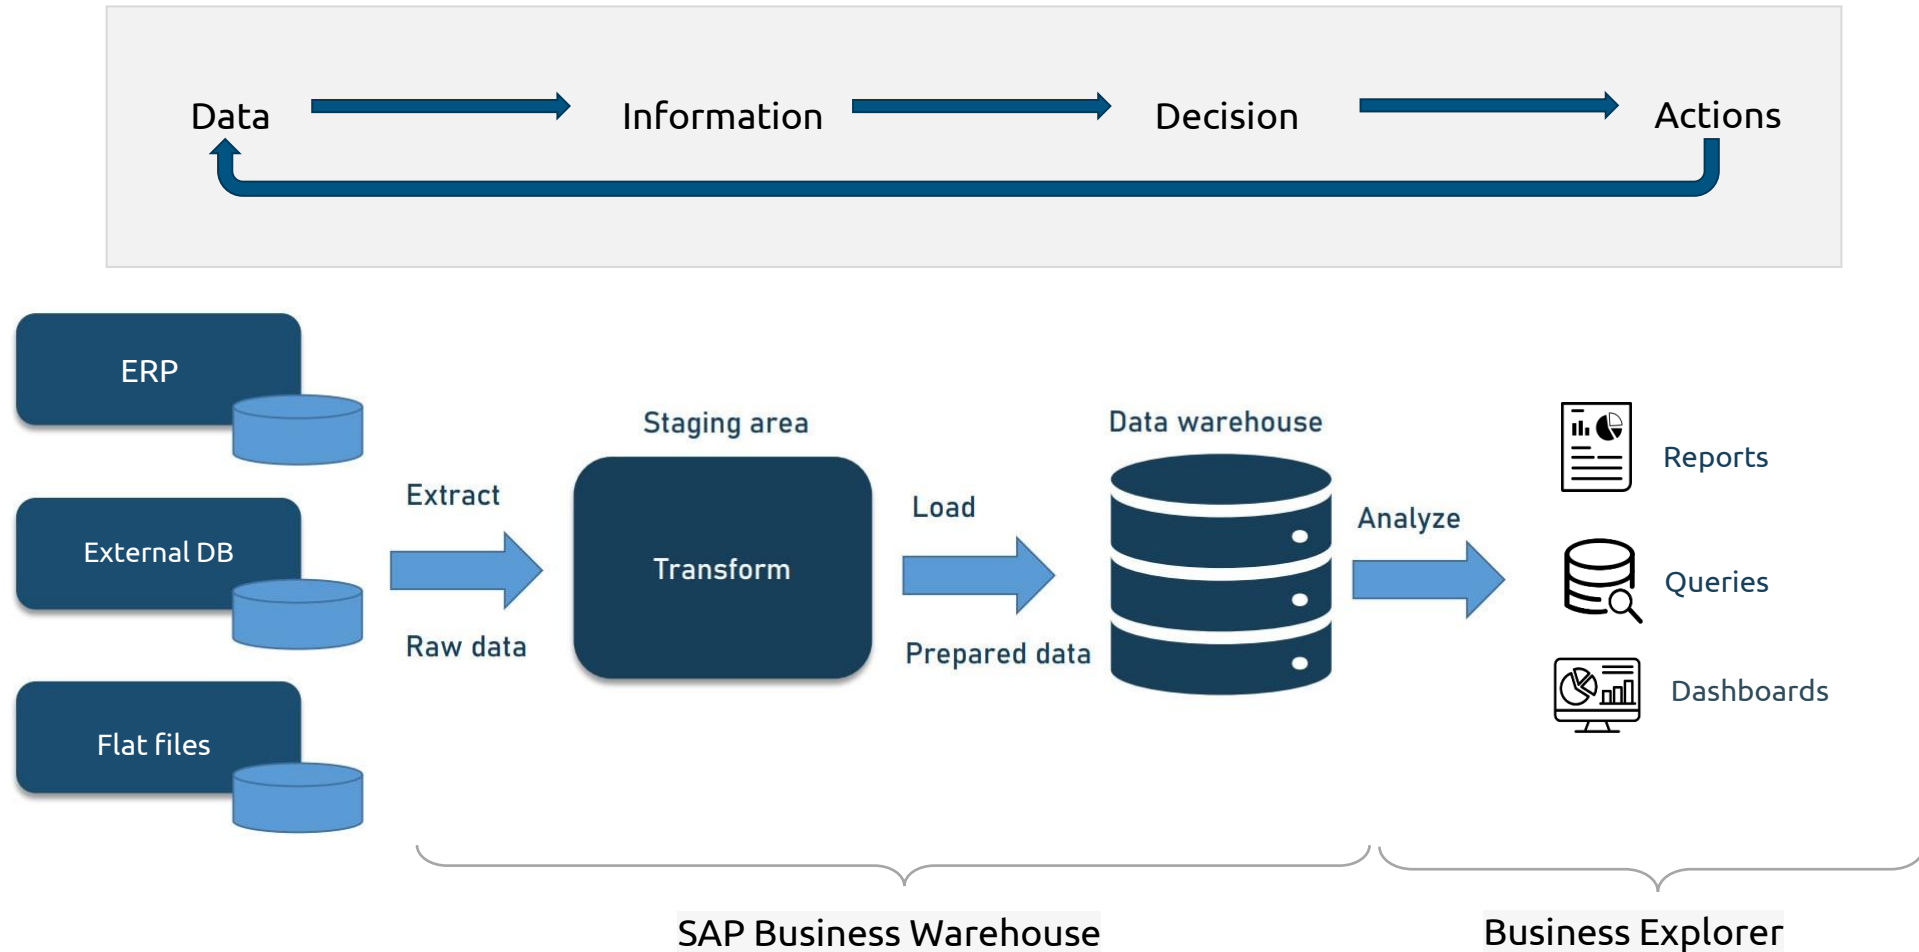 Data
Information
Decision
Actions
ERP
External DB
Flat files
Extract
Raw data
Staging area
Transform
Load
Prepared data
Data warehouse
Analyze
Reports
Queries
Dashboards
SAP Business Warehouse
Business Explorer